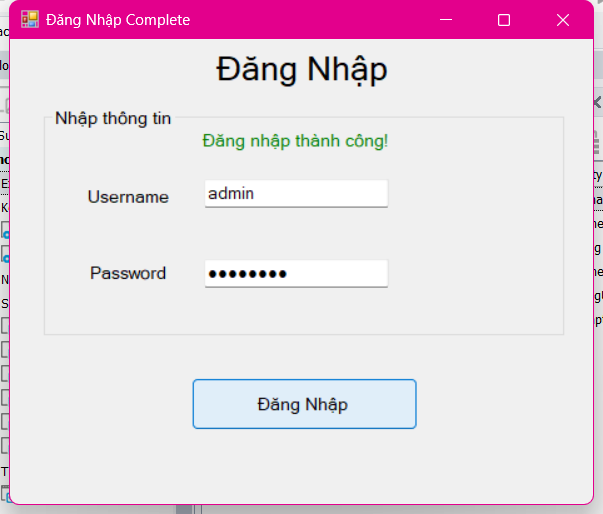 Đăng Nhập Complete
Đăng Nhập
Nhập thông tin
Đăng nhập thành công!
Username
admin
Password
●●●●●●●●
Đăng Nhập